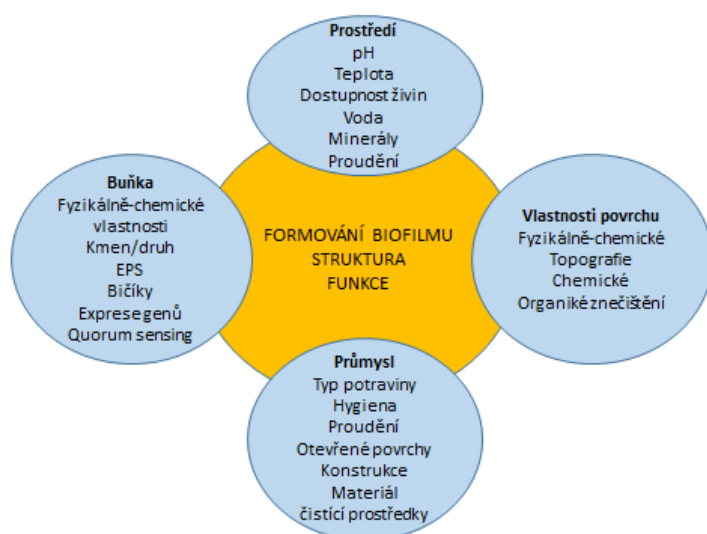 Prostředí
pH
Teplota
Dostupnost živin
Voda
Minerály
Proudění
Buňka
Fyzikálně-chemické
vlastnosti
Kmen/druh
EPS
Bičíky
Exprese genů
Quorum sensing
FORMOVÁNÍ BIOFILMU
STRUKTURA
FUNKCE
Vlastnosti povrchu
Fyzikálně-chemické
Topografie
Chemické
Organiké znečištění
Průmysl
Typ potraviny
Hygiena
Proudění
Otevřené povrchy
Konstrukce
Materiál
čistící prostředky